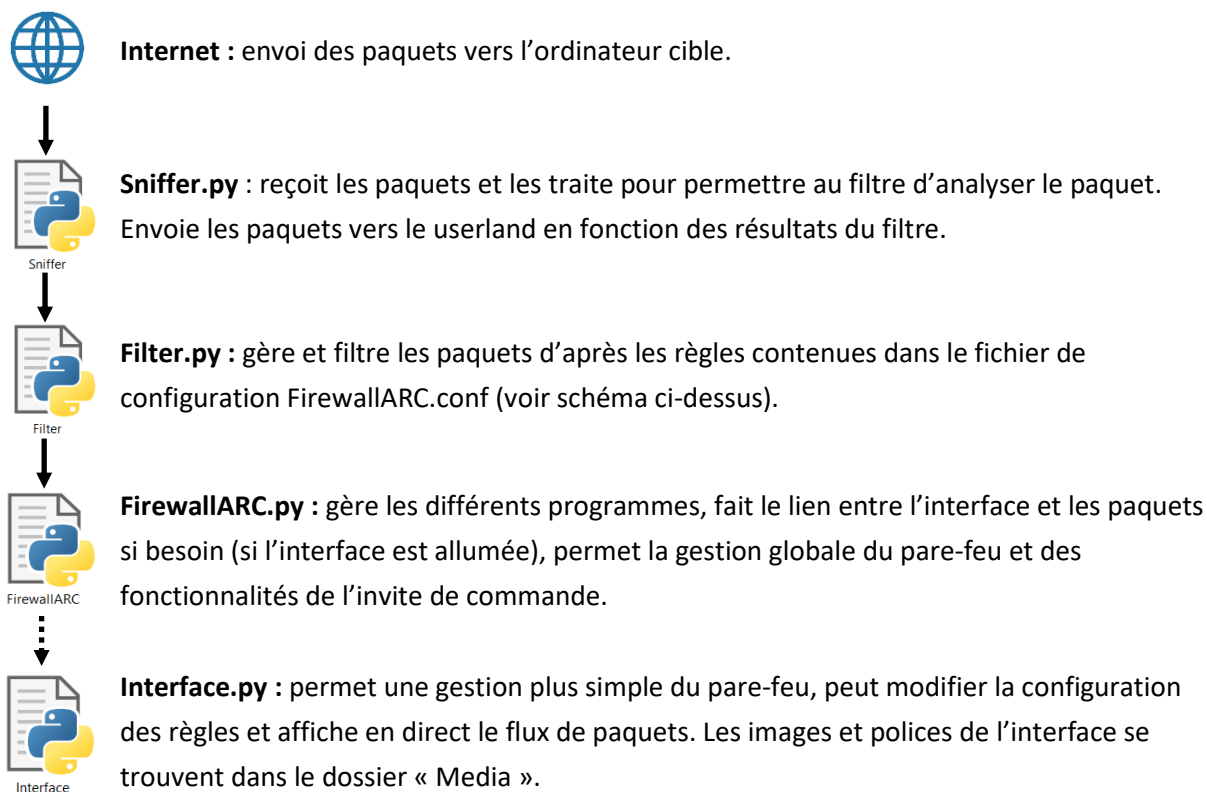 Internet : envoi des paquets vers l’ordinateur cible.
Sniffer.py : reçoit les paquets et les traite pour permettre au filtre d’analyser le paquet.
Envoie les paquets vers le userland en fonction des résultats du filtre.
Sniffer
Filter.py : gère et filtre les paquets d’après les règles contenues dans le fichier de
configuration FirewallARC.conf (voir schéma ci-dessus).
Filter
FirewallARC.py : gère les différents programmes, fait le lien entre l’interface et les paquets
si besoin (si l’interface est allumée), permet la gestion globale du pare-feu et des
fonctionnalités de l’invite de commande.
FirewallARC
Interface.py : permet une gestion plus simple du pare-feu, peut modifier la configuration
des règles et affiche en direct le flux de paquets. Les images et polices de l’interface se
trouvent dans le dossier « Media ».
Interface